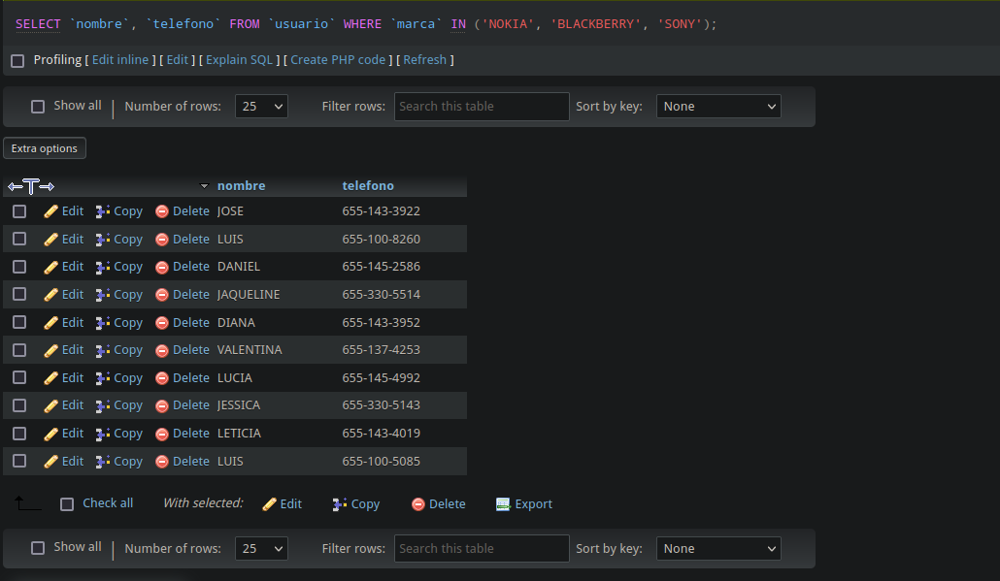 SELECT `nombre`, `telefono` FROM `usuario` WHERE `marca` IN ('NOKIA', 'BLACKBERRY', 'SONY');
Profiling [ Edit inline ] [ Edit ] [ Explain SQL ] [ Create PHP code ] [ Refresh ]
Show all Number of rows: 25 Filter rows: Search this table Sort by key: None
Extra options
nombre telefono
Edit Copy Delete JOSE 655-143-3922
Edit Copy Delete LUIS 655-100-8260
Edit Copy Delete DANIEL 655-145-2586
Edit Copy Delete JAQUELINE 655-330-5514
Edit Copy Delete DIANA 655-143-3952
Edit Copy Delete VALENTINA 655-137-4253
Edit Copy Delete LUCIA 655-145-4992
Edit Copy Delete JESSICA 655-330-5143
Edit Copy Delete LETICIA 655-143-4019
Edit Copy Delete LUIS 655-100-5085
Check all With selected: Edit Copy Delete Export
Show all Number of rows: 25 Filter rows: Search this table Sort by key: None